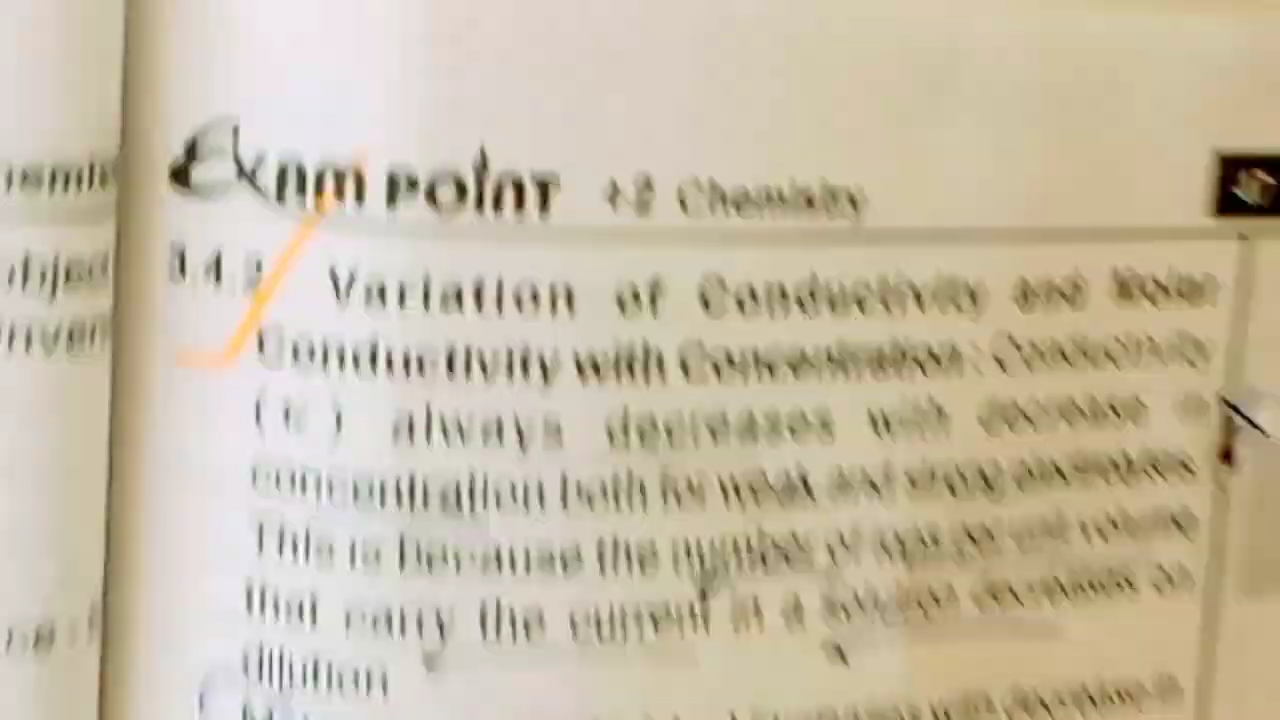 Exam POINT +2 Chemistry
3.4.2 Variation of Conductivity and Molar
Conductivity with Concentration: Conductivity
(κ) always decreases with decrease in
concentration both for weak and strong electrolytes.
This is because the number of ions per unit volume
that carry the current in a solution decreases on
dilution